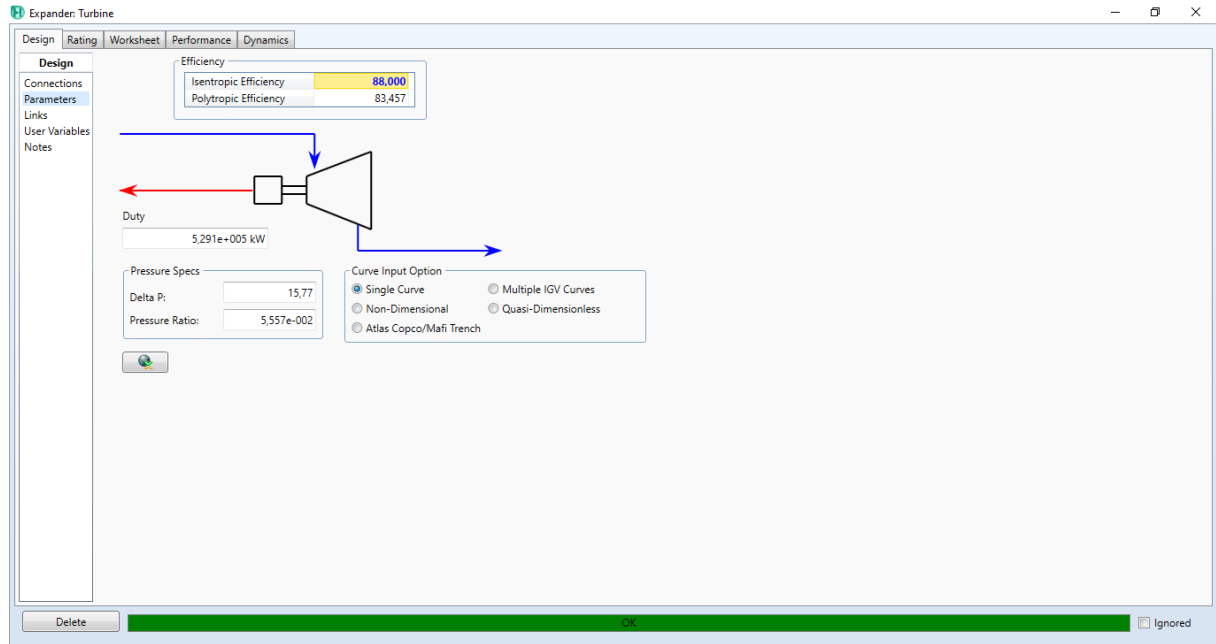 Expander: Turbine
Design Rating Worksheet Performance Dynamics
Design
Connections
Parameters
Links
User Variables
Notes
Efficiency
Isentropic Efficiency 88,000
Polytropic Efficiency 83,457
Duty
5,291e+005 kW
Pressure Specs
Delta P: 15,77
Pressure Ratio: 5,557e-002
Curve Input Option
Single Curve Multiple IGV Curves
Non-Dimensional Quasi-Dimensionless
Atlas Copco/Mafi Trench
Delete OK Ignored